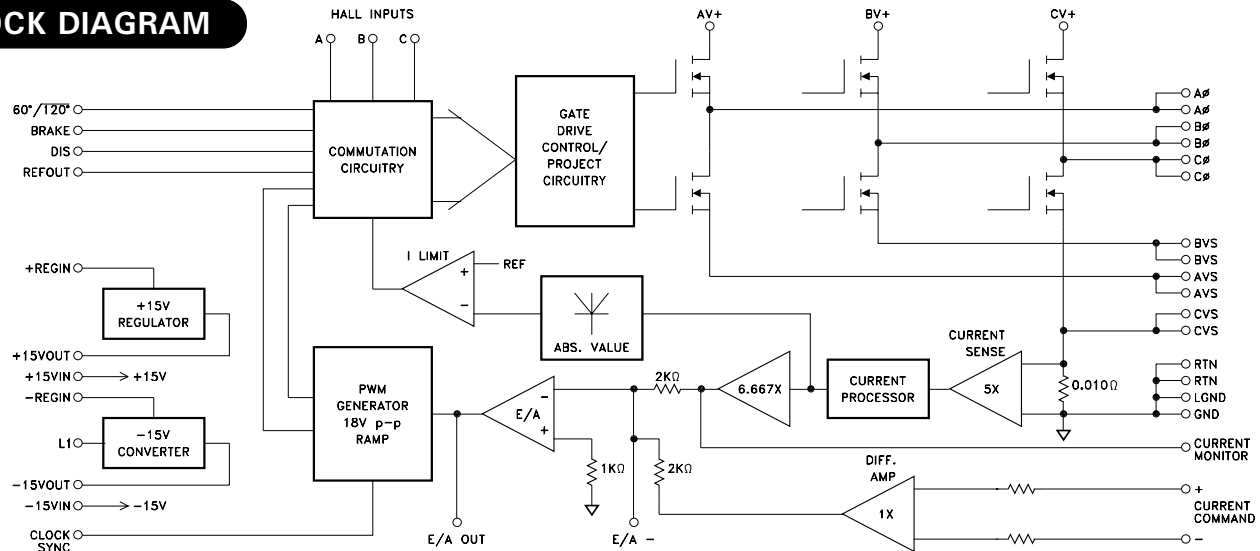 OCK DIAGRAM
HALL INPUTS
A
B
C
AV+
BV+
CV+
60°/120°
BRAKE
DIS
REFOUT
COMMUTATION
CIRCUITRY
GATE
DRIVE
CONTROL/
PROJECT
CIRCUITRY
AØ
AØ
BØ
BØ
CØ
CØ
BVS
BVS
AVS
AVS
CVS
CVS
I LIMIT
+
REF
-
ABS. VALUE
+REGIN
+15V
REGULATOR
+15VOUT
+15VIN
+15V
-REGIN
L1
-15V
CONVERTER
-15VOUT
-15VIN
-15V
CLOCK
SYNC
PWM
GENERATOR
18V p-p
RAMP
-
E/A
+
2KΩ
6.667X
CURRENT
PROCESSOR
CURRENT
SENSE
5X
0.010Ω
RTN
RTN
LGND
GND
CURRENT
MONITOR
1KΩ
2KΩ
DIFF.
AMP
1X
+
CURRENT
COMMAND
-
E/A OUT
E/A -